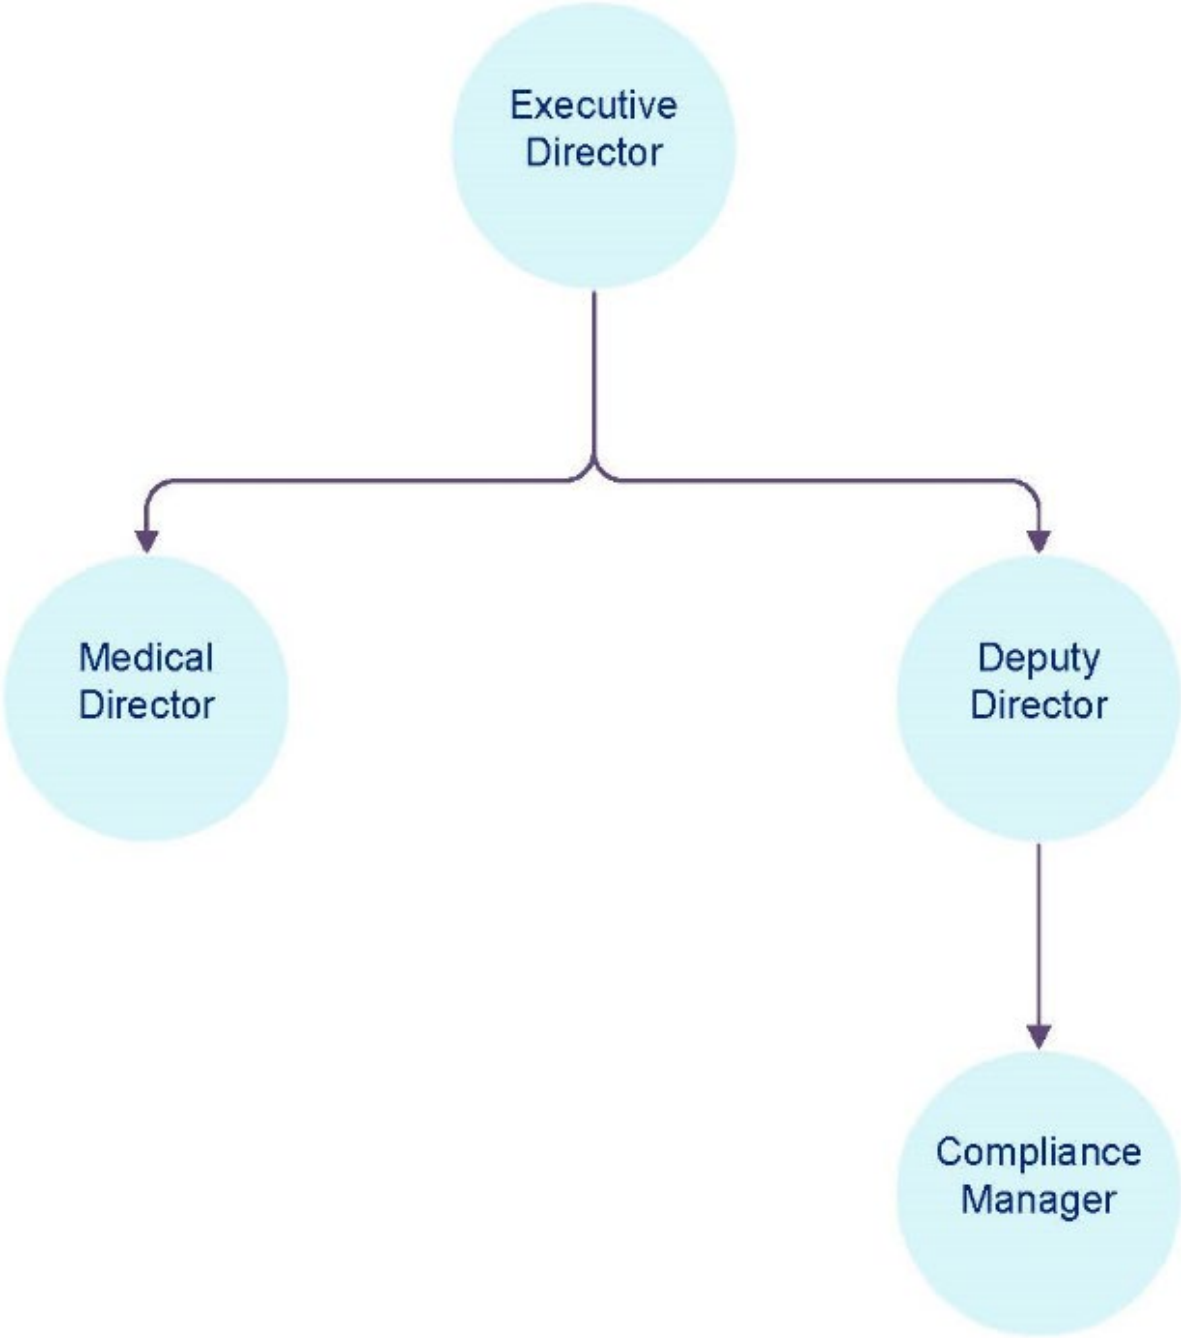 Executive
Director
Medical
Director
Deputy
Director
Compliance
Manager